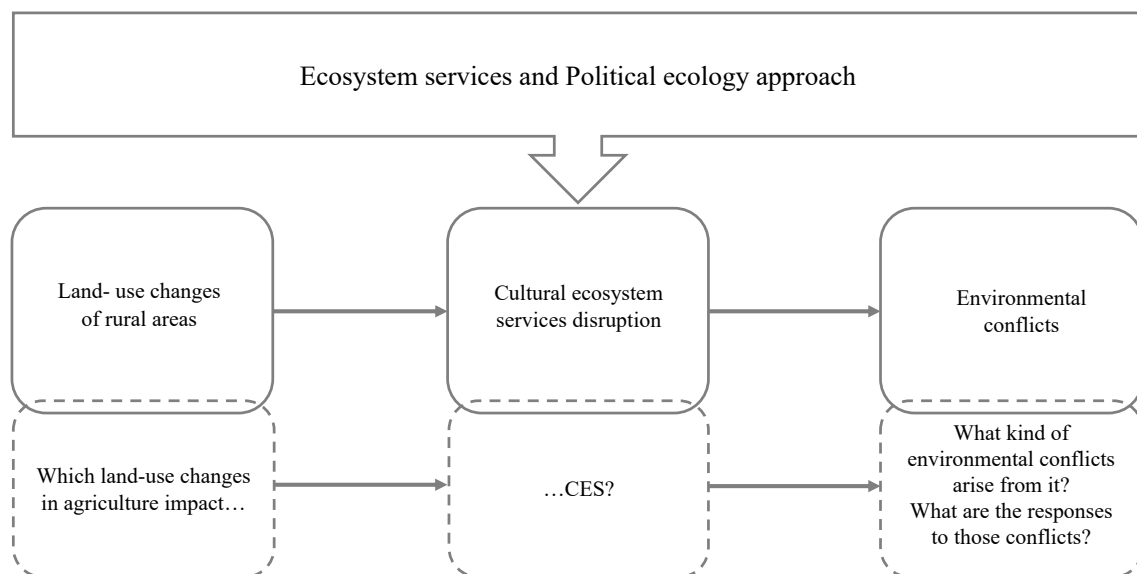 Ecosystem services and Political ecology approach
Land- use changes
of rural areas
Cultural ecosystem
services disruption
Environmental
conflicts
Which land-use changes
in agriculture impact…
…CES?
What kind of
environmental conflicts
arise from it?
What are the responses
to those conflicts?